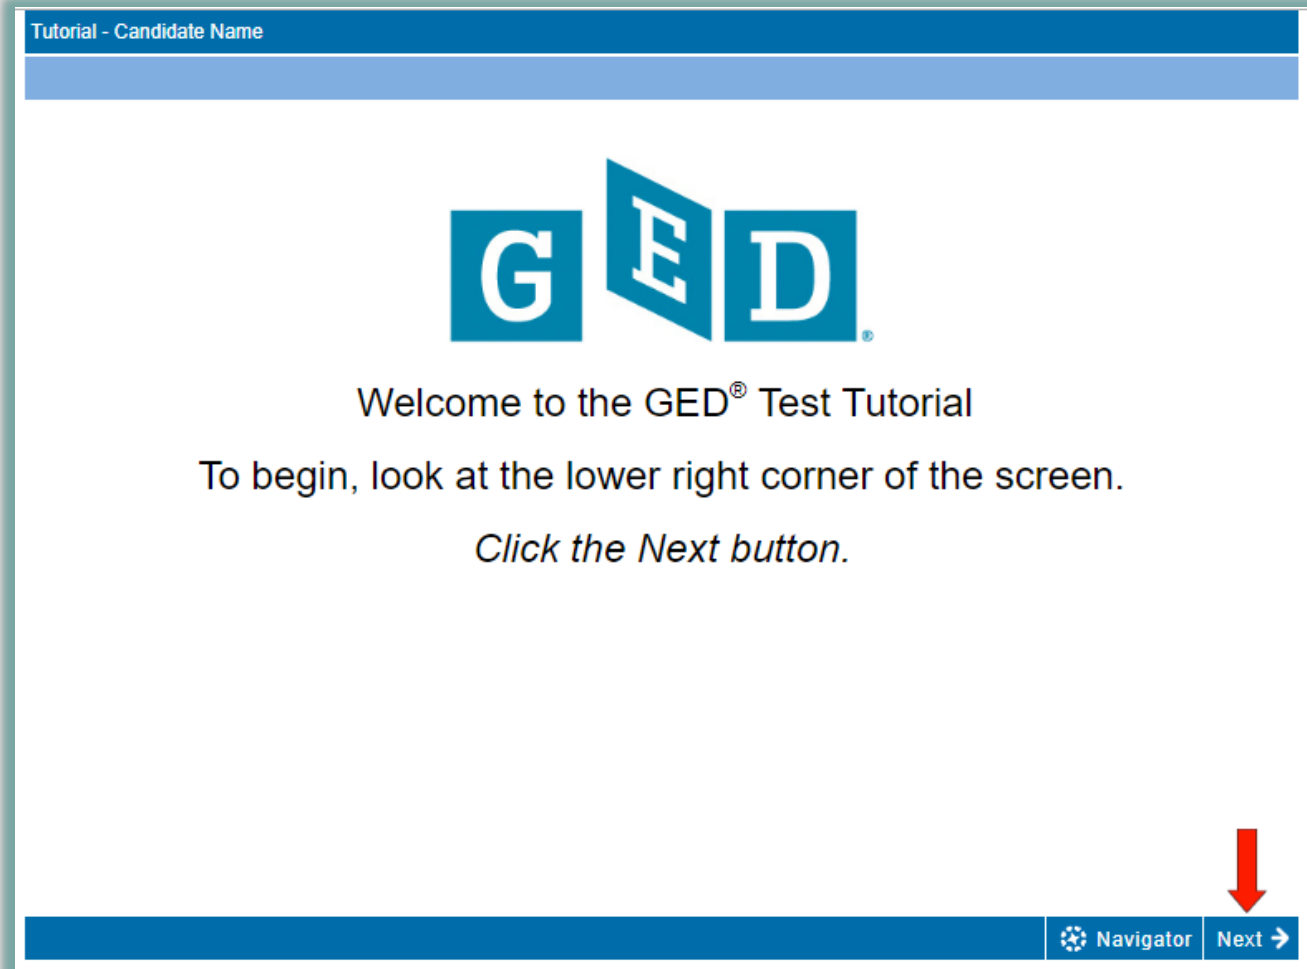 Tutorial - Candidate Name
GED®
Welcome to the GED® Test Tutorial
To begin, look at the lower right corner of the screen.
Click the Next button.
Navigator
Next